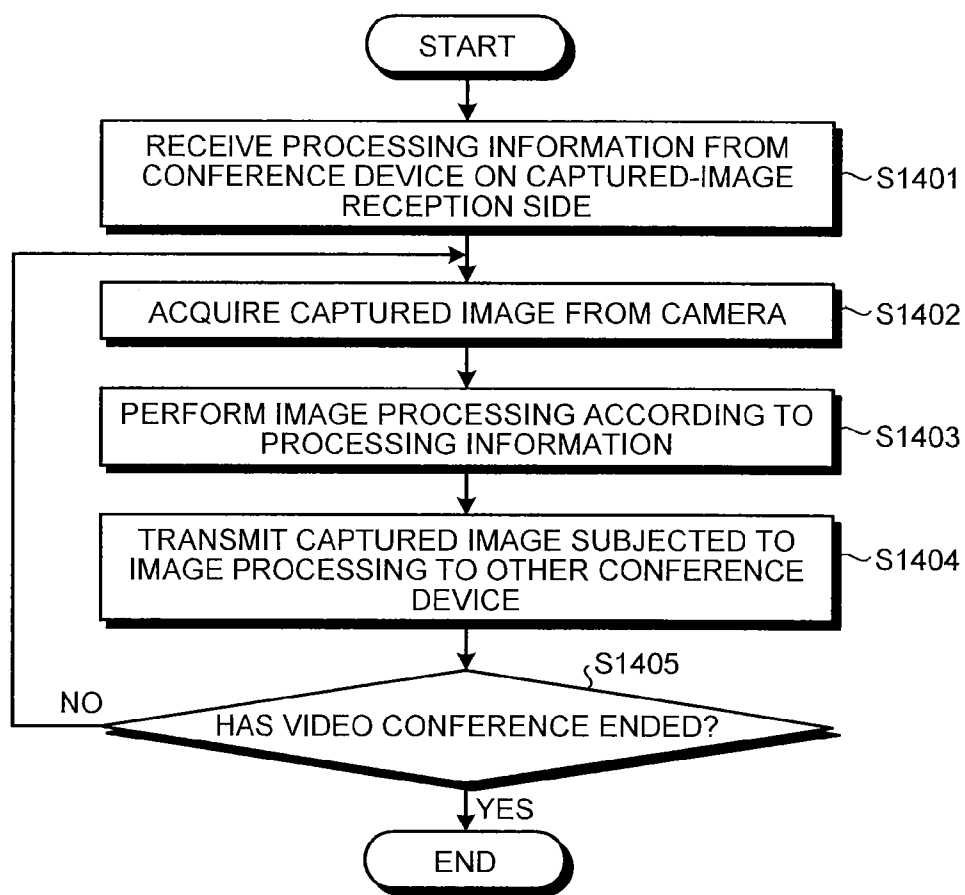 START
RECEIVE PROCESSING INFORMATION FROM
CONFERENCE DEVICE ON CAPTURED-IMAGE
RECEPTION SIDE
S1401
ACQUIRE CAPTURED IMAGE FROM CAMERA
S1402
PERFORM IMAGE PROCESSING ACCORDING TO
PROCESSING INFORMATION
S1403
TRANSMIT CAPTURED IMAGE SUBJECTED TO
IMAGE PROCESSING TO OTHER CONFERENCE
DEVICE
S1404
S1405
NO
HAS VIDEO CONFERENCE ENDED?
YES
END